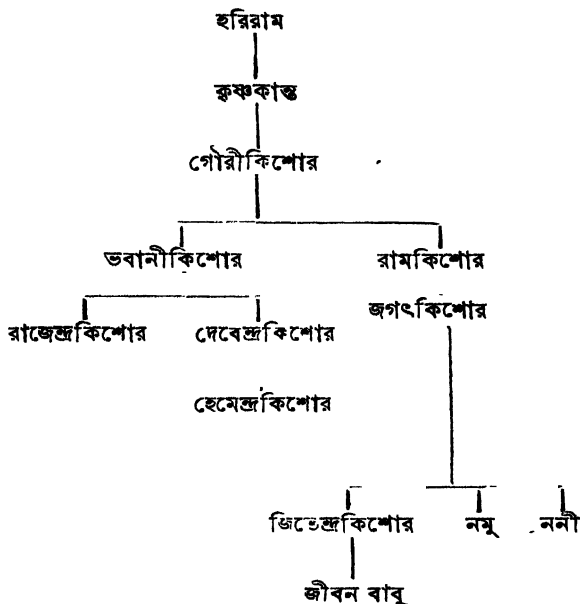 হরিরাম
কৃষ্ণকান্ত
গৌরীকিশোর
ভবানীকিশোর রামকিশোর
জগৎকিশোর
রাজেন্দ্রকিশোর দেবেন্দ্রকিশোর
হেমেন্দ্রকিশোর
জিতেন্দ্রকিশোর নমু ননী
জীবন বাবু